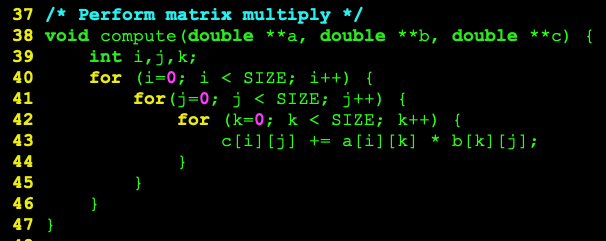 37 /* Perform matrix multiply */
38 void compute(double **a, double **b, double **c) {
39     int i,j,k;
40     for (i=0; i < SIZE; i++) {
41         for(j=0; j < SIZE; j++) {
42             for (k=0; k < SIZE; k++) {
43                 c[i][j] += a[i][k] * b[k][j];
44             }
45         }
46     }
47 }